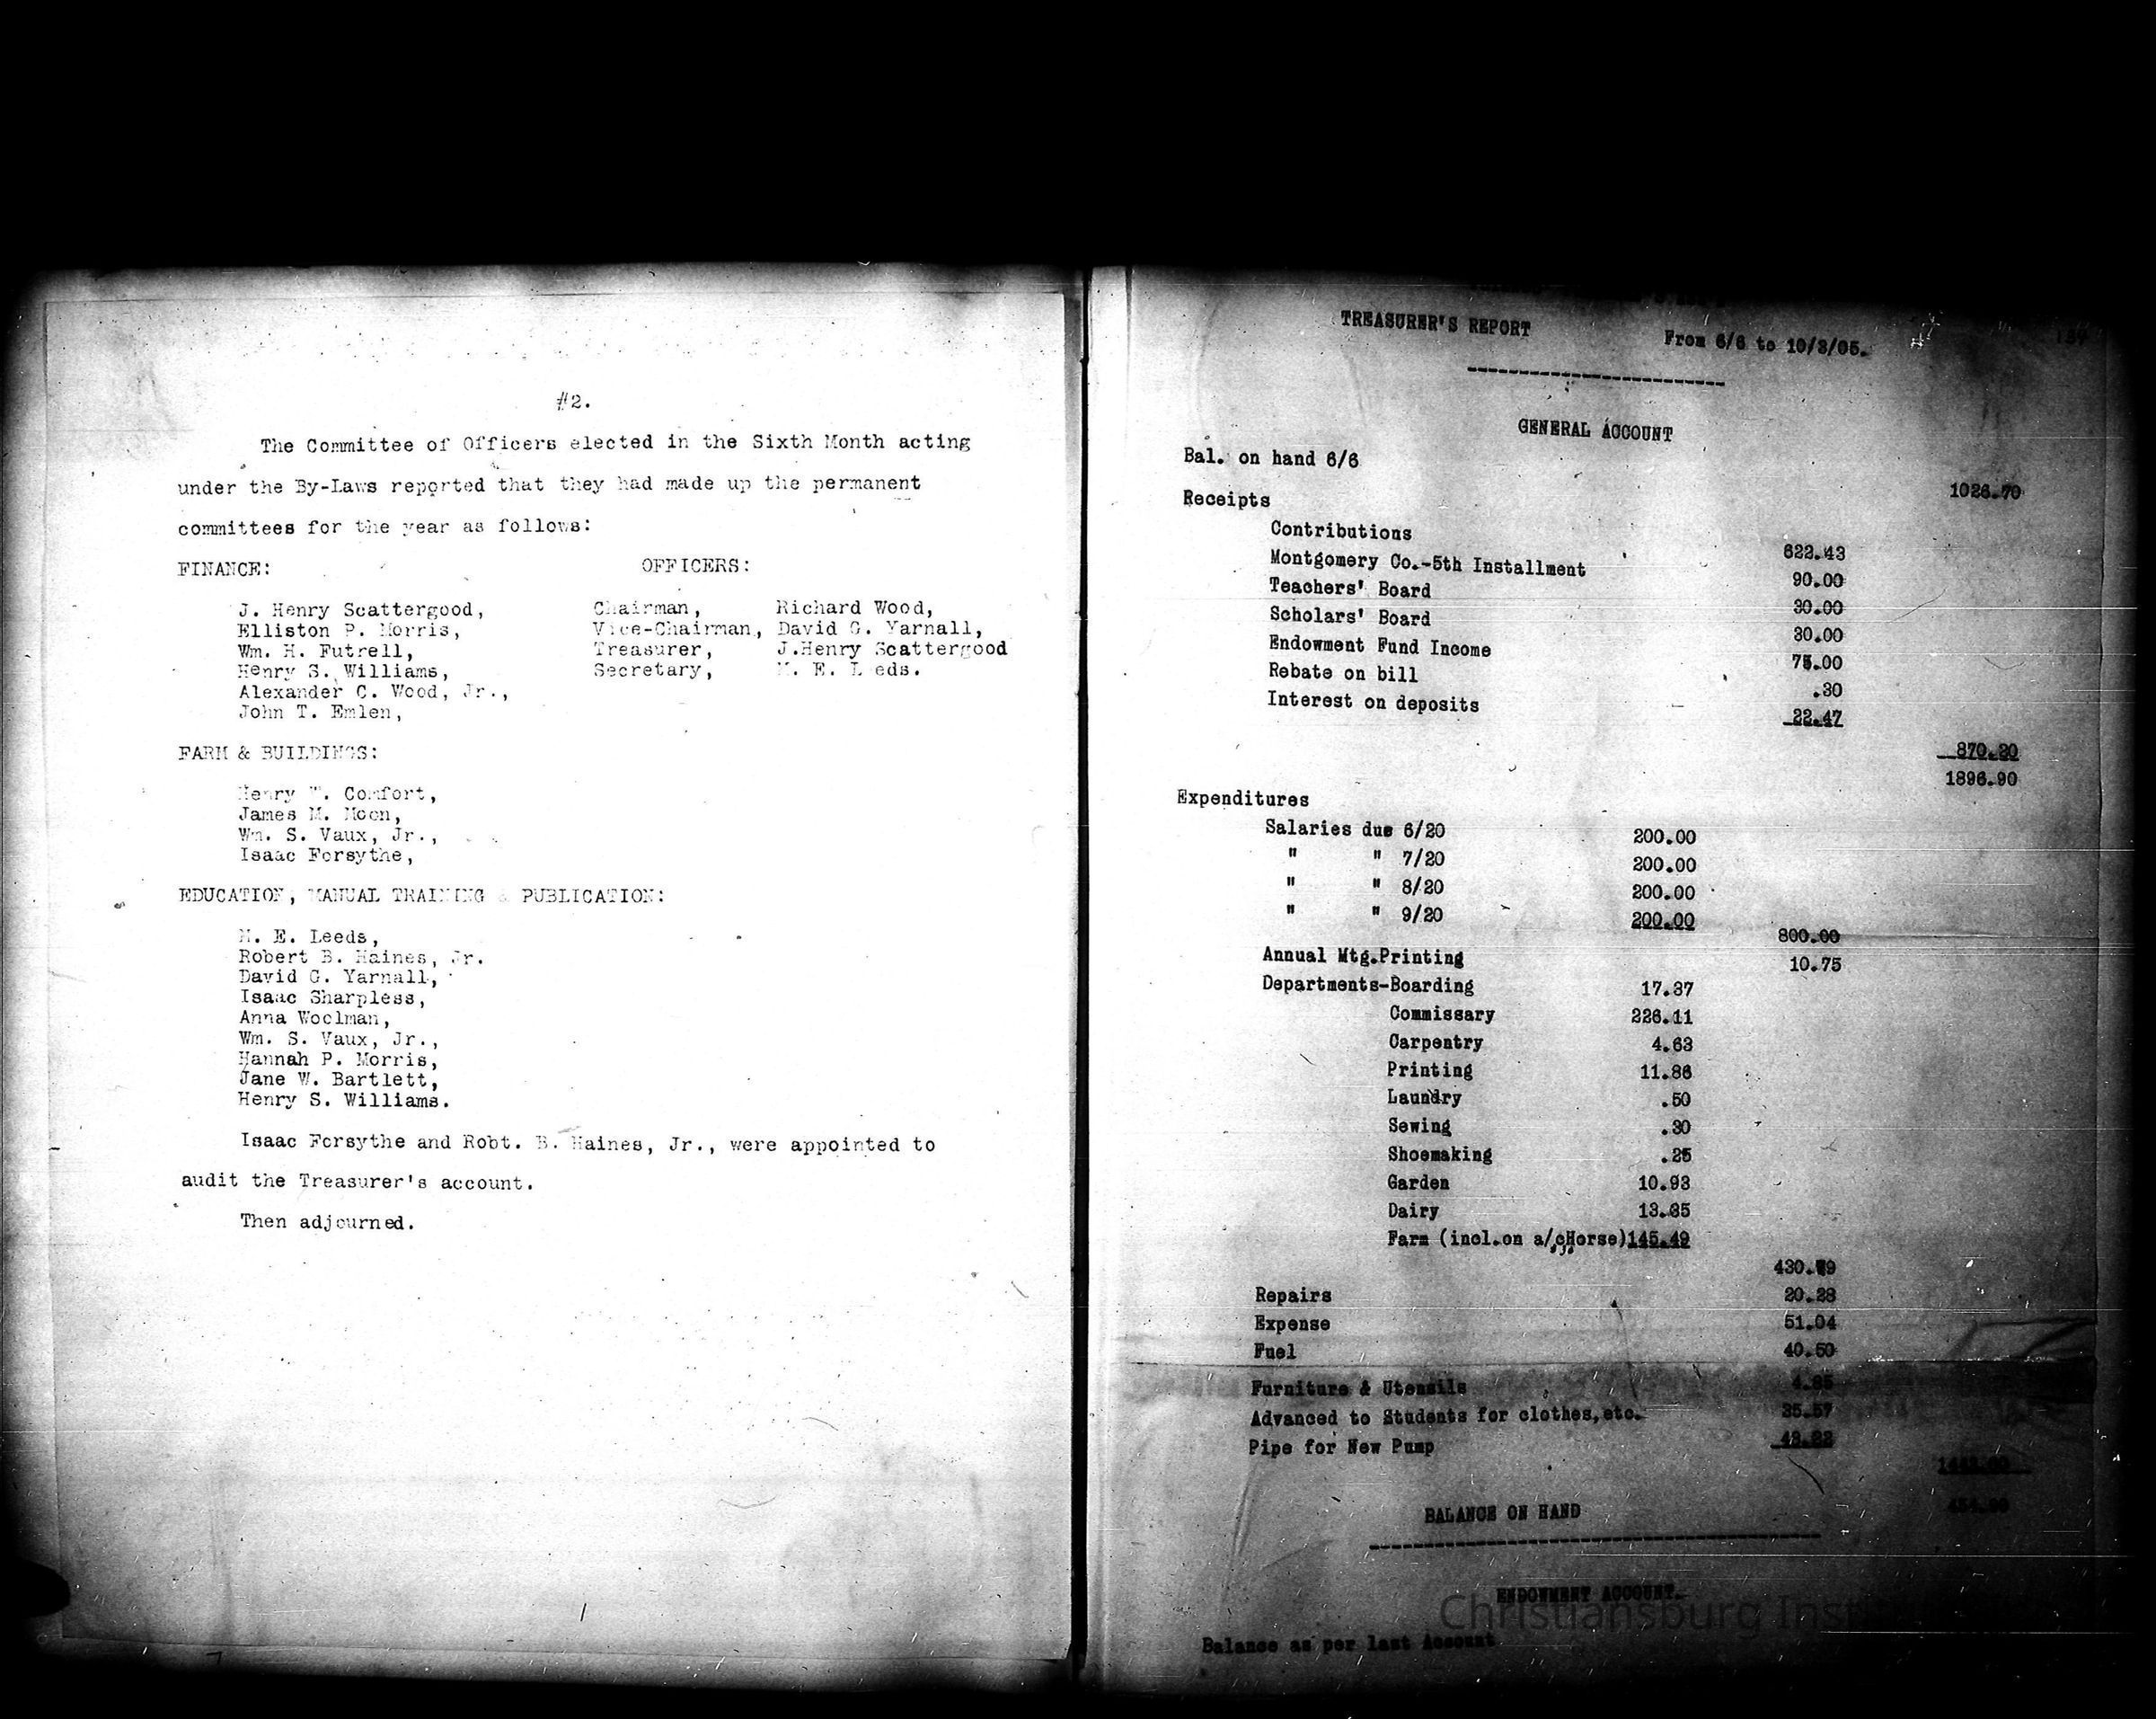 #2.
The Committee of Officers elected in the Sixth Month acting
under the By-Laws reported that they had made up the permanent
committees for the year as follows:
FINANCE: OFFICERS:
J. Henry Scattergood, Chairman, Richard Wood,
Elliston P. Morris, Vice-Chairman, David G. Yarnall,
Wm. H. Futrell, Treasurer, J.Henry Scattergood
Henry S. Williams, Secretary, M. E. Leeds.
Alexander C. Wood, Jr.,
John T. Emlen,
FARM & BUILDINGS:
Henry W. Comfort,
James M. Moon,
Wm. S. Vaux, Jr.,
Isaac Forsythe,
EDUCATION, MANUAL TRAINING & PUBLICATION:
M. E. Leeds,
Robert B. Haines, Jr.
David G. Yarnall,
Isaac Sharpless,
Anna Woolman,
Wm. S. Vaux, Jr.,
Hannah P. Morris,
Jane W. Bartlett,
Henry S. Williams.
Isaac Forsythe and Robt. B. Haines, Jr., were appointed to
audit the Treasurer's account.
Then adjourned.
TREASURER'S REPORT From 6/6 to 10/3/05.
GENERAL ACCOUNT
Bal. on hand 6/6 1026.70
Receipts
Contributions 622.43
Montgomery Co.-5th Installment 90.00
Teachers' Board 30.00
Scholars' Board 30.00
Endowment Fund Income 75.00
Rebate on bill .30
Interest on deposits 22.47
870.20
1896.90
Expenditures
Salaries due 6/20 200.00
" " 7/20 200.00
" " 8/20 200.00
" " 9/20 200.00
800.00
Annual Mtg.Printing 10.75
Departments-Boarding 17.37
Commissary 226.11
Carpentry 4.63
Printing 11.86
Laundry .50
Sewing .30
Shoemaking .25
Garden 10.93
Dairy 13.35
Farm (incl.on a/cHorse)145.49
430.79
Repairs 20.28
Expense 51.04
Fuel 40.50
Furniture & Utensils
Advanced to Students for clothes,etc. 35.57
Pipe for New Pump
BALANCE ON HAND
ENDOWMENT ACCOUNT.
Balance as per last Account
Christiansburg